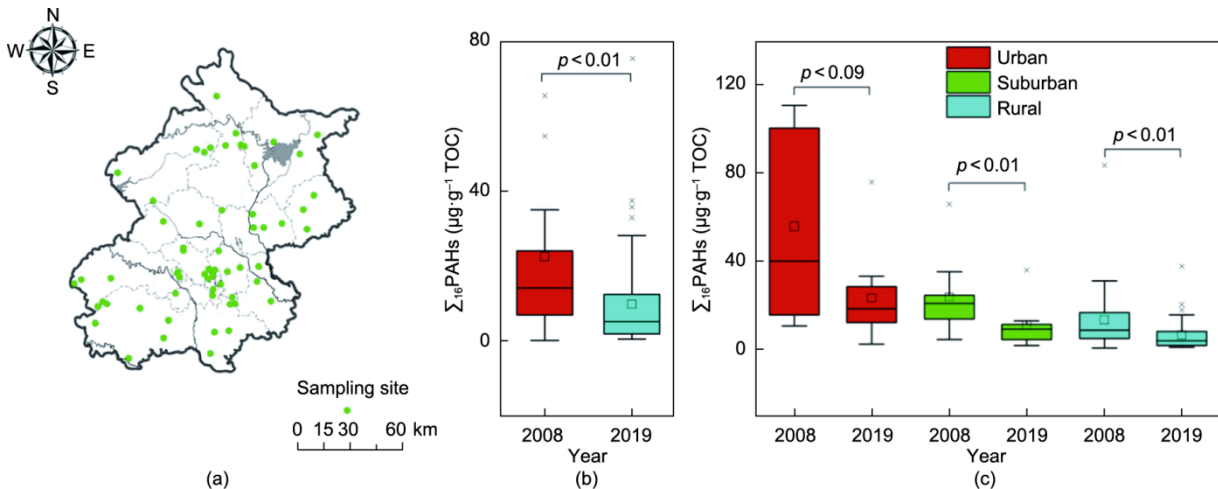 N
W E
S
Sampling site
0 30 60 km
(a)
80
40
0
∑₁₆PAHs (μg·g⁻¹ TOC)
p < 0.01
2008 2019
Year
(b)
120
80
40
0
∑₁₆PAHs (μg·g⁻¹ TOC)
Urban
Suburban
Rural
p < 0.09
p < 0.01
p < 0.01
2008 2019 2008 2019 2008 2019
Year
(c)